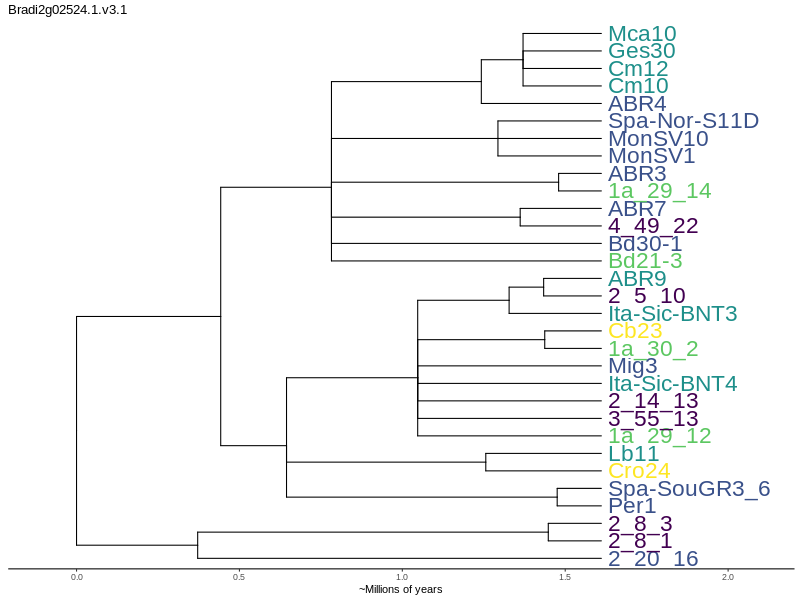 Bradi2g02524.1.v3.1
Mca10
Ges30
Cm12
Cm10
ABR4
Spa-Nor-S11D
MonSV10
MonSV1
ABR3
1a_29_14
ABR7
4_49_22
Bd30-1
Bd21-3
ABR9
2_5_10
Ita-Sic-BNT3
Cb23
1a_30_2
Mig3
Ita-Sic-BNT4
2_14_13
3_55_13
1a_29_12
Lb11
Cro24
Spa-SouGR3_6
Per1
2_8_3
2_8_1
2_20_16
0.0 0.5 1.0 1.5 2.0
~Millions of years